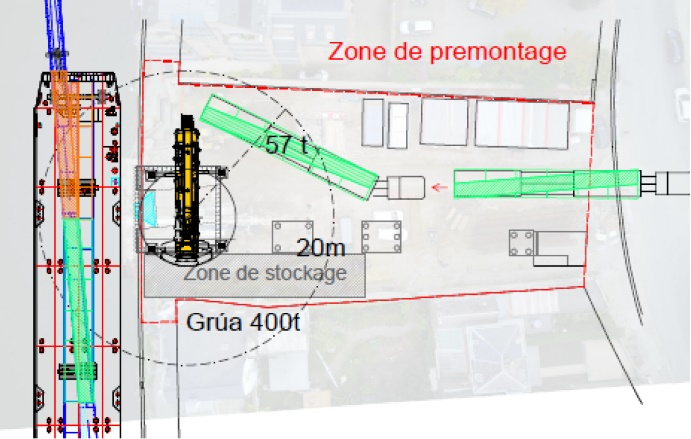 Zone de premontage
57 t
20m
Zone de stockage
Grúa 400t